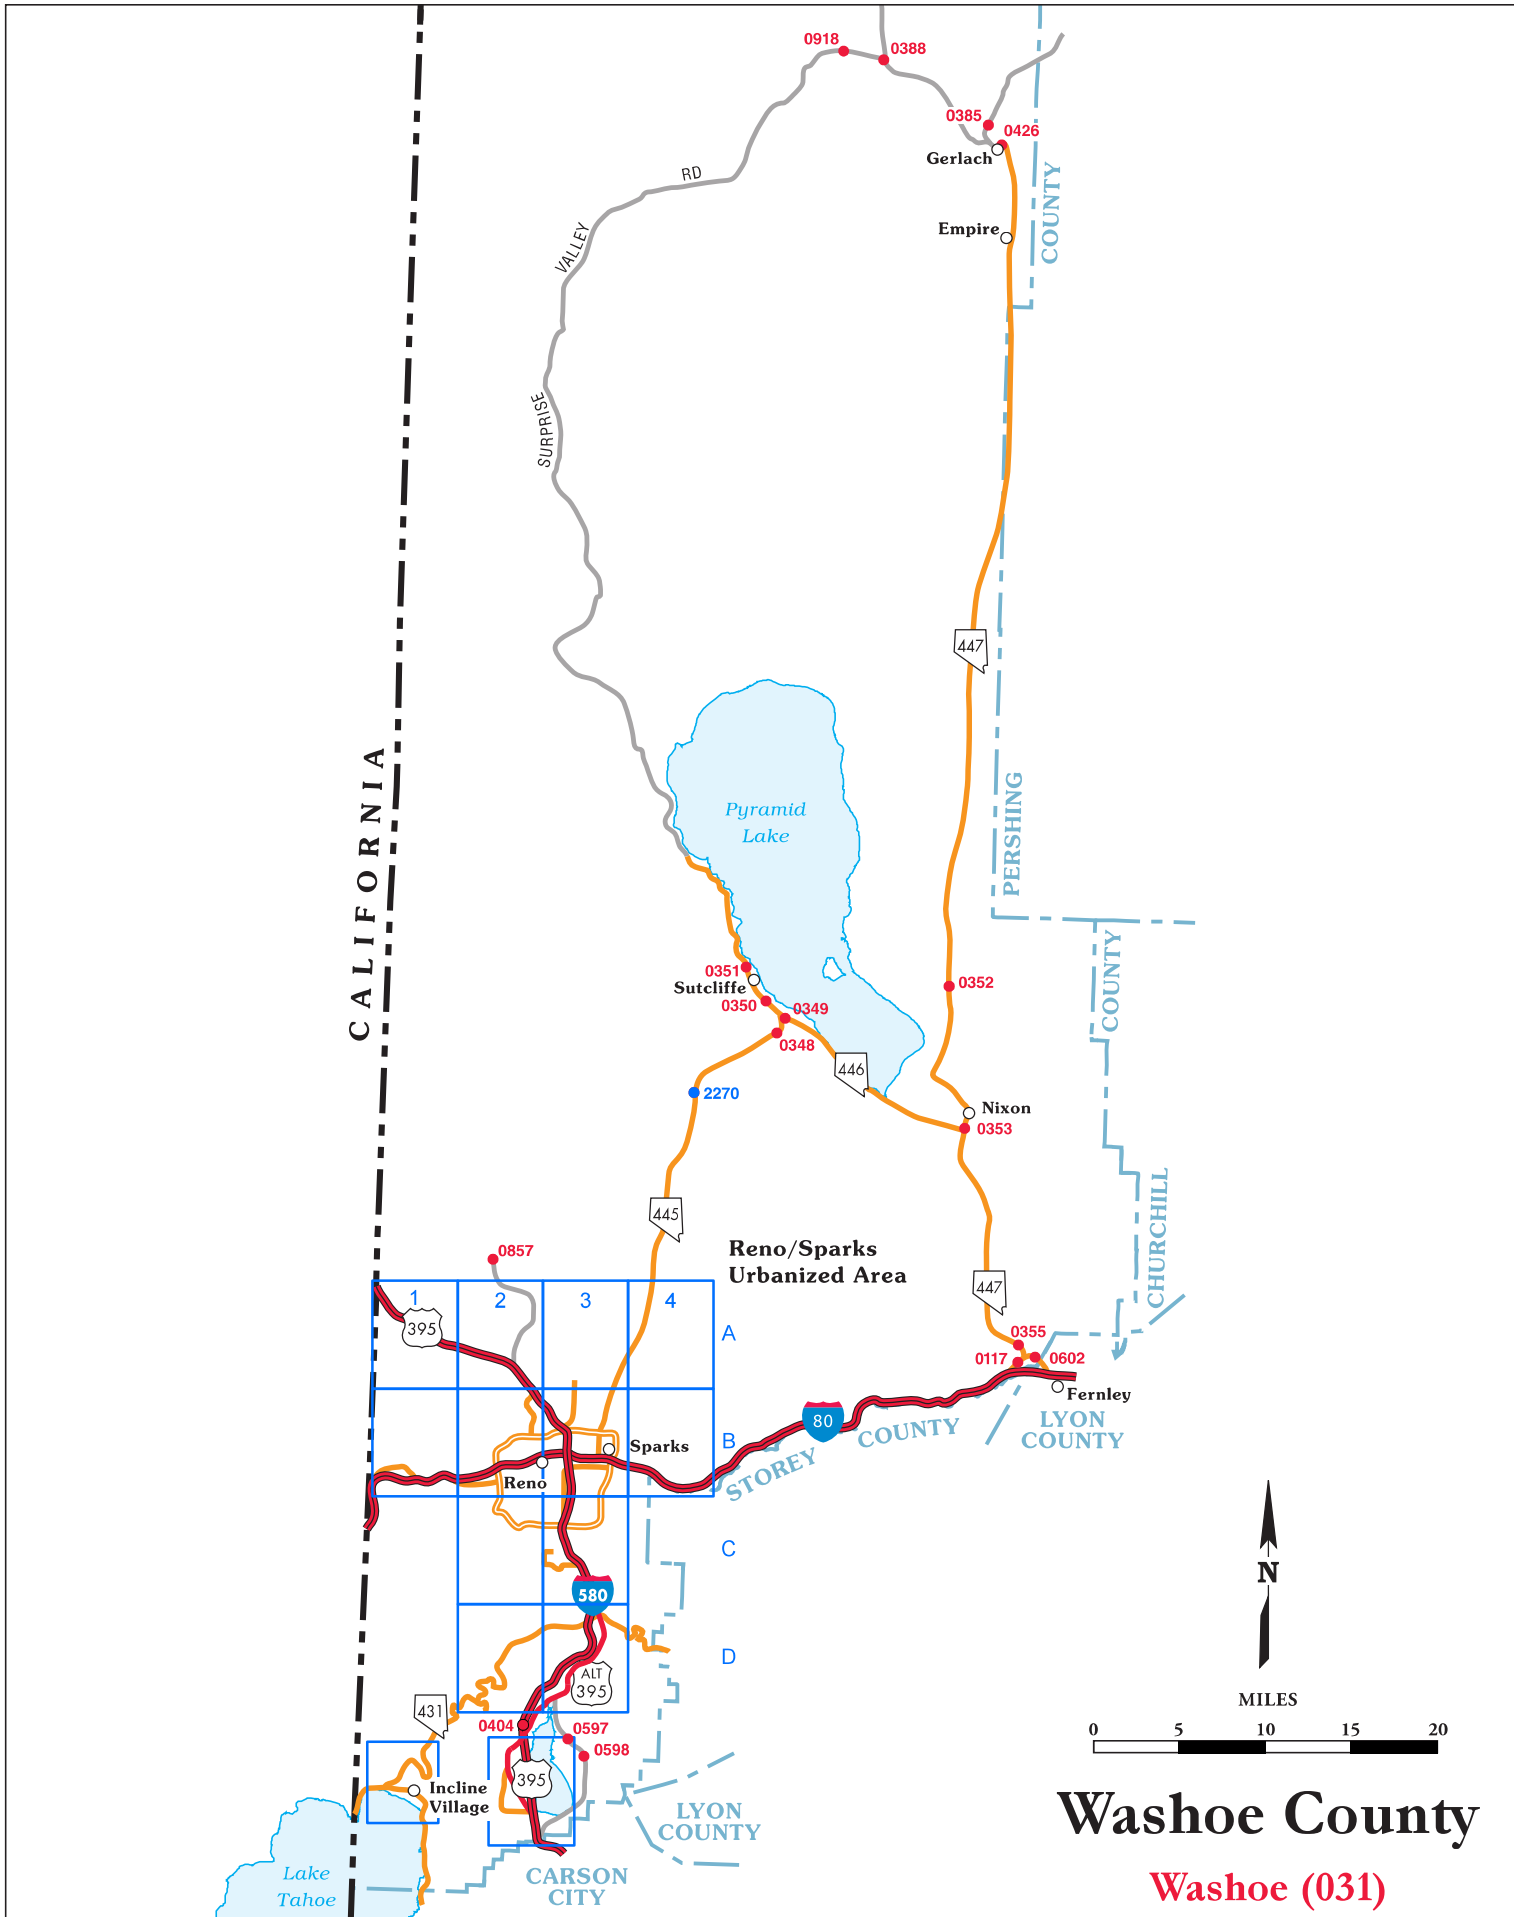 0918
0388
0385
0426
Gerlach
COUNTY
RD
Empire
VALLEY
SURPRISE
447
CALIFORNIA
Pyramid
Lake
PERSHING
COUNTY
0351
Sutcliffe
0350
0349
0348
0352
446
2270
Nixon
0353
CHURCHILL
445
Reno/Sparks
Urbanized Area
0857
447
1
2
3
4
395
A
0355
0117
0602
Fernley
LYON
COUNTY
80
STOREY
COUNTY
B
Sparks
Reno
C
580
N
D
ALT
395
431
0404
0597
0598
395
Incline
Village
LYON
COUNTY
CARSON
CITY
Lake
Tahoe
MILES
0 5 10 15 20
Washoe County
Washoe (031)